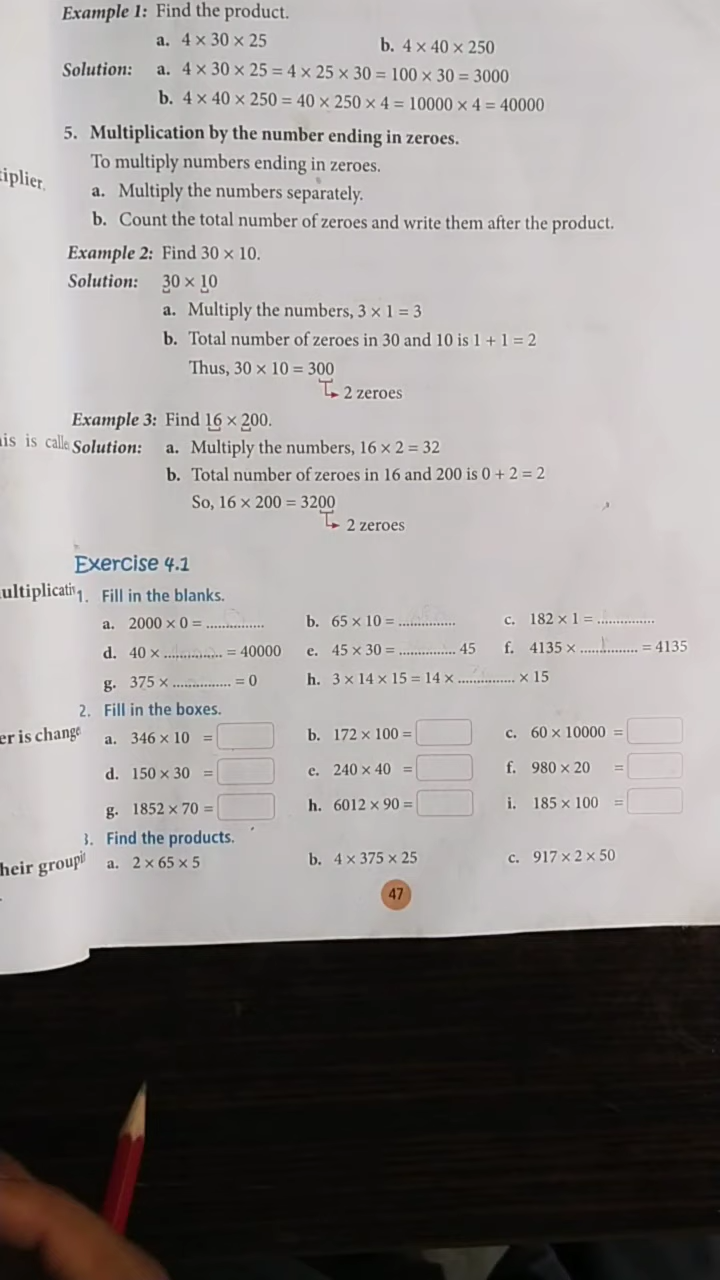 Example 1: Find the product.
a. 4 × 30 × 25 b. 4 × 40 × 250
Solution: a. 4 × 30 × 25 = 4 × 25 × 30 = 100 × 30 = 3000
b. 4 × 40 × 250 = 40 × 250 × 4 = 10000 × 4 = 40000
5. Multiplication by the number ending in zeroes.
To multiply numbers ending in zeroes.
tiplier.
a. Multiply the numbers separately.
b. Count the total number of zeroes and write them after the product.
Example 2: Find 30 × 10.
Solution: 30 × 10
a. Multiply the numbers, 3 × 1 = 3
b. Total number of zeroes in 30 and 10 is 1 + 1 = 2
Thus, 30 × 10 = 300
2 zeroes
Example 3: Find 16 × 200.
is is calle
Solution: a. Multiply the numbers, 16 × 2 = 32
b. Total number of zeroes in 16 and 200 is 0 + 2 = 2
So, 16 × 200 = 3200
2 zeroes
Exercise 4.1
ultiplicativ
1. Fill in the blanks.
a. 2000 × 0 = .............. b. 65 × 10 = .............. c. 182 × 1 = ..............
d. 40 × .............. = 40000 e. 45 × 30 = .............. 45 f. 4135 × .............. = 4135
g. 375 × .............. = 0 h. 3 × 14 × 15 = 14 × .............. × 15
2. Fill in the boxes.
er is change
a. 346 × 10 = b. 172 × 100 = c. 60 × 10000 =
d. 150 × 30 = e. 240 × 40 = f. 980 × 20 =
g. 1852 × 70 = h. 6012 × 90 = i. 185 × 100 =
3. Find the products.
heir groupi
a. 2 × 65 × 5 b. 4 × 375 × 25 c. 917 × 2 × 50
47